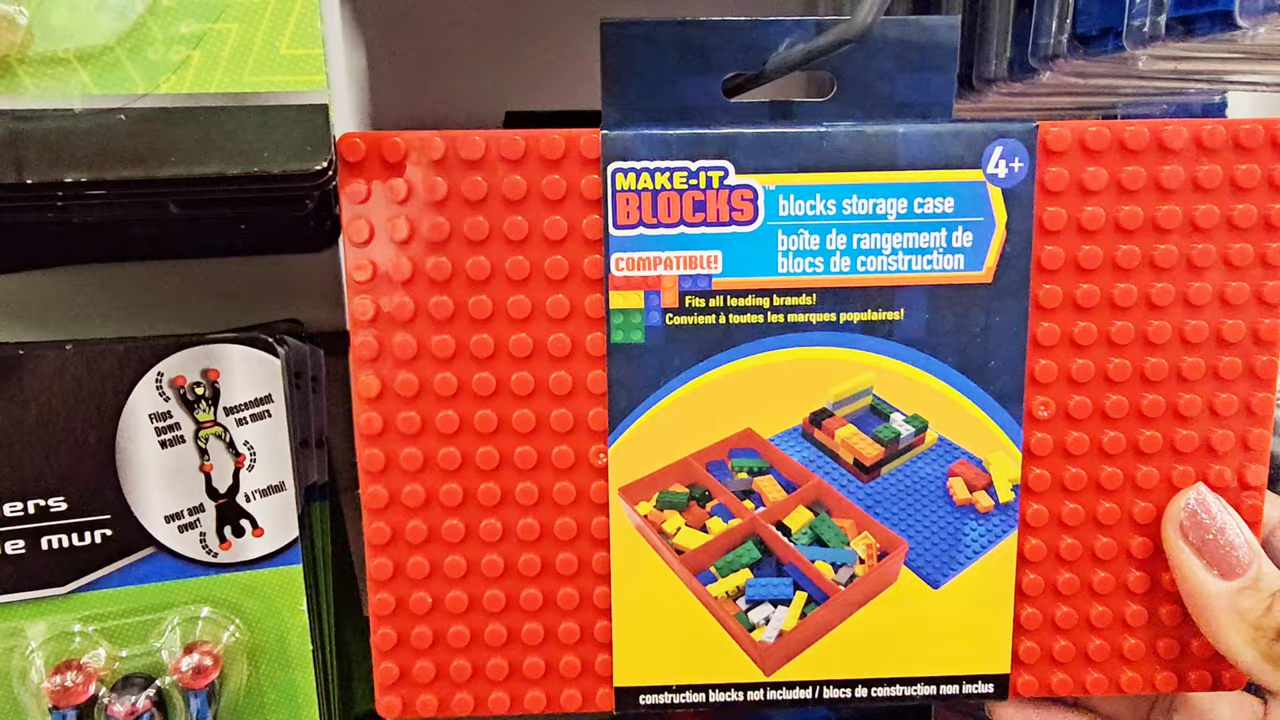 4+
MAKE-IT
BLOCKS™
blocks storage case
boîte de rangement de
blocs de construction
COMPATIBLE!
Fits all leading brands!
Convient à toutes les marques populaires!
construction blocks not included / blocs de construction non inclus
Flips
Down
Walls
Descendent
les murs
over and
over!
à l'infini!
ers
e mur